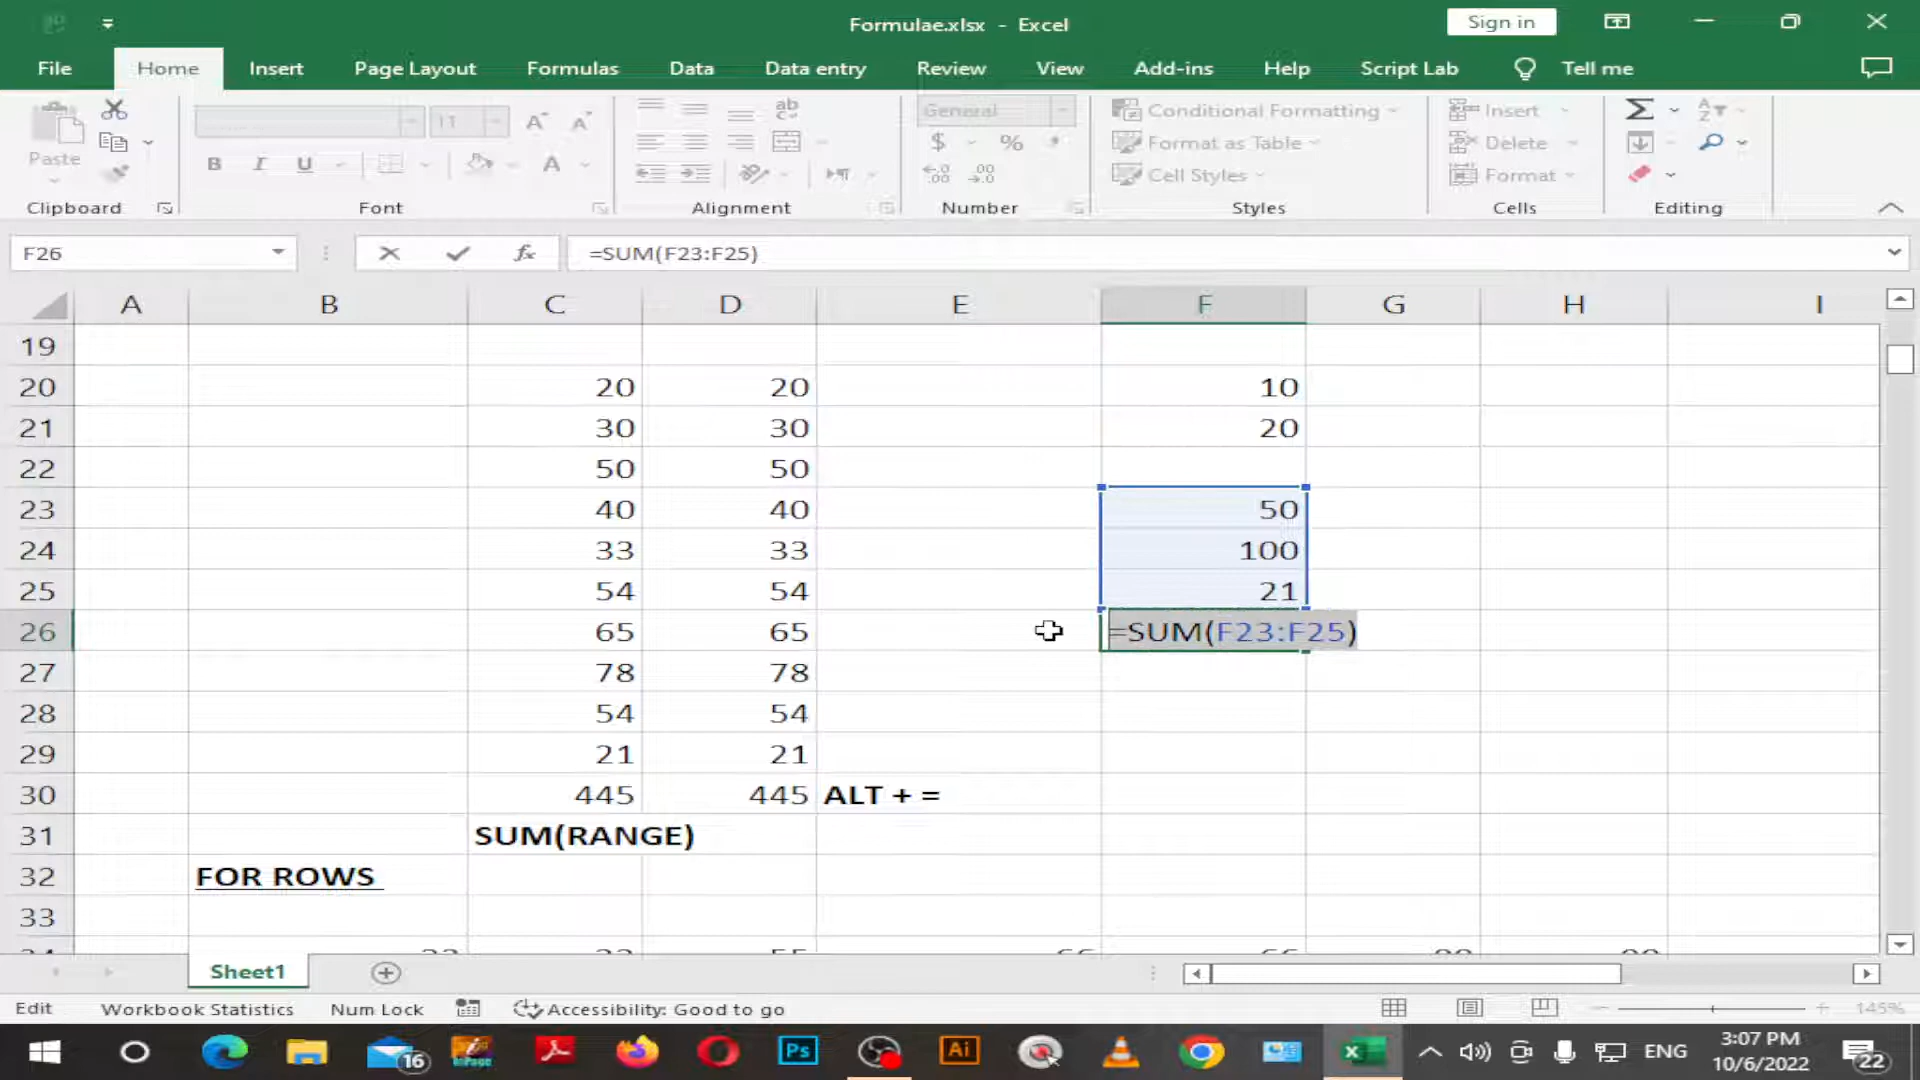 Formulae.xlsx - Excel
Sign in
File Home Insert Page Layout Formulas Data Data entry Review View Add-ins Help Script Lab Tell me
Paste
11
General
Conditional Formatting
Format as Table
Cell Styles
Insert
Delete
Format
Clipboard Font Alignment Number Styles Cells Editing
F26 fx =SUM(F23:F25)
A B C D E F G H I
19
20 20 20 10
21 30 30 20
22 50 50
23 40 40 50
24 33 33 100
25 54 54 21
26 65 65 =SUM(F23:F25)
27 78 78
28 54 54
29 21 21
30 445 445 ALT + =
31 SUM(RANGE)
32 FOR ROWS
33
Sheet1
Edit Workbook Statistics Num Lock Accessibility: Good to go 145%
16 Ps Ai ENG 3:07 PM
10/6/2022 22